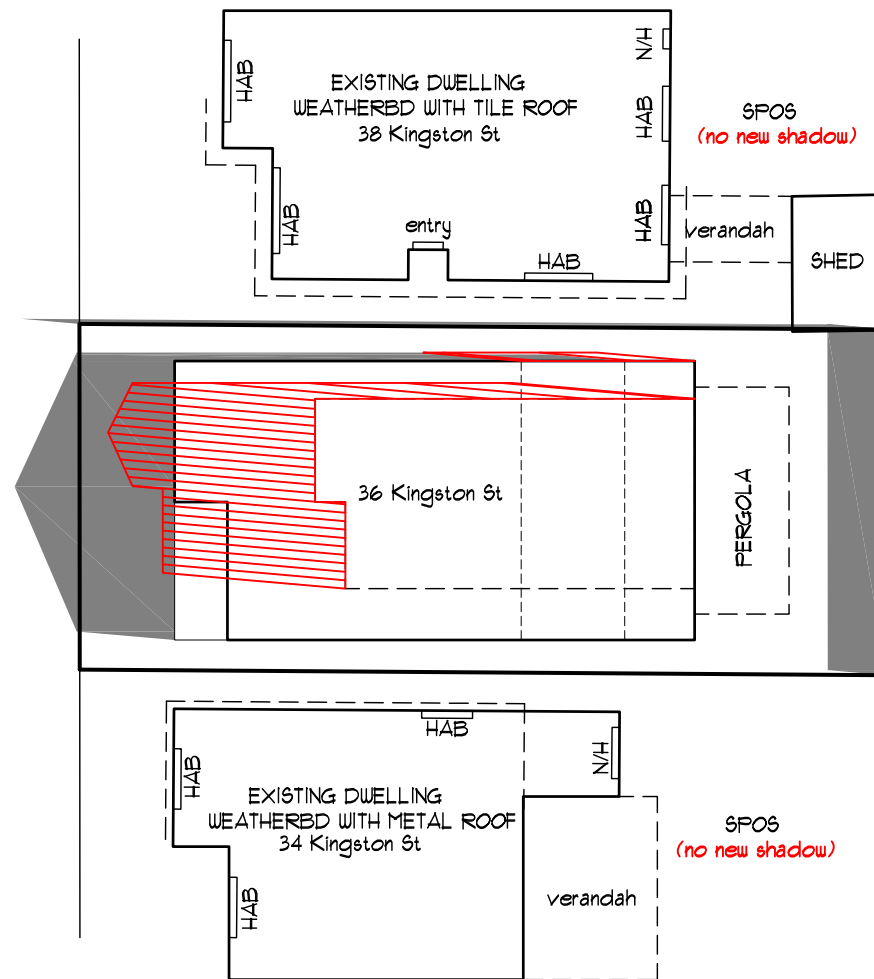 N/H
HAB
EXISTING DWELLING
WEATHERBD WITH TILE ROOF
38 Kingston St
HAB
SPOS
(no new shadow)
HAB
HAB
entry
verandah
HAB
SHED
36 Kingston St
PERGOLA
HAB
N/H
HAB
EXISTING DWELLING
WEATHERBD WITH METAL ROOF
34 Kingston St
SPOS
(no new shadow)
HAB
verandah